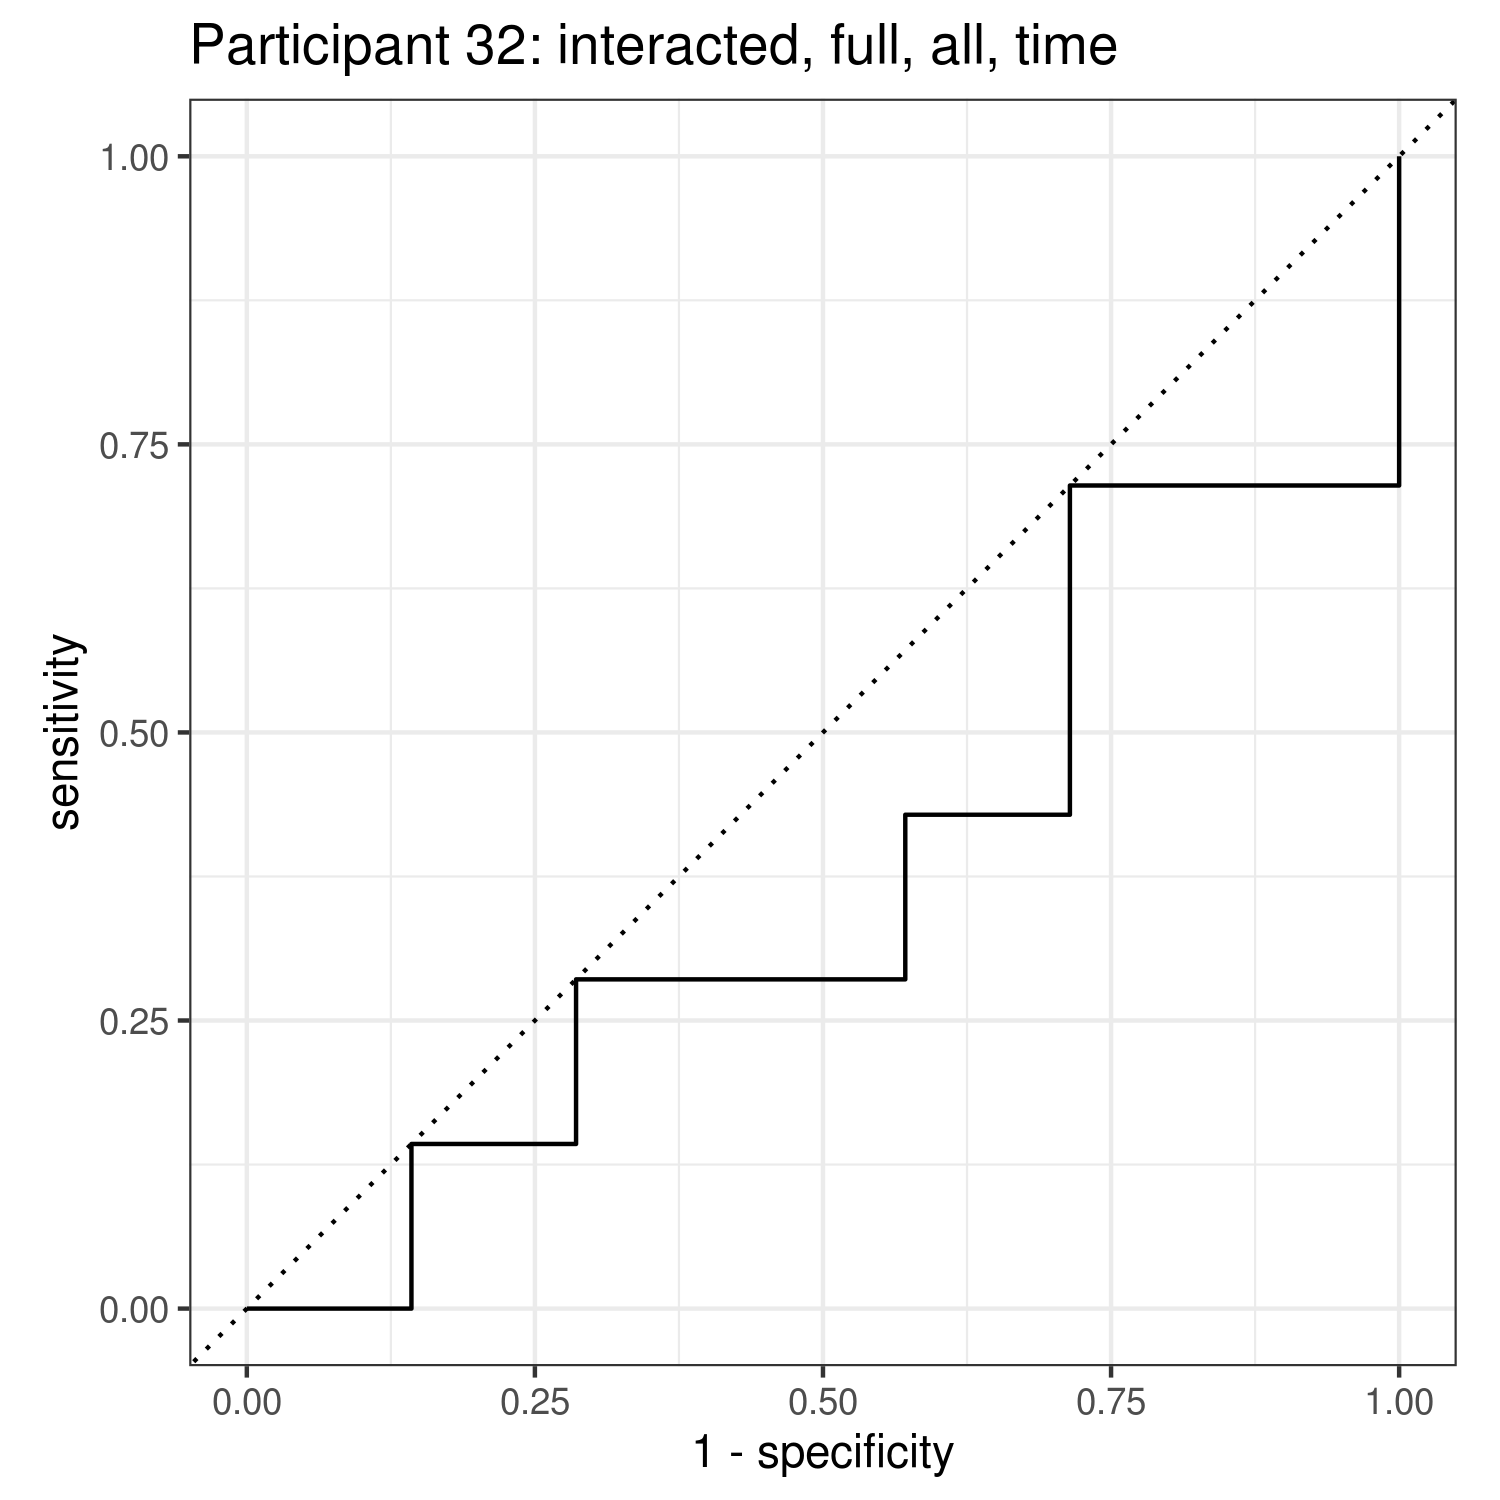 Participant 32: interacted, full, all, time
1.00
0.75
0.50
0.25
0.00
sensitivity
0.00 0.25 0.50 0.75 1.00
1 - specificity